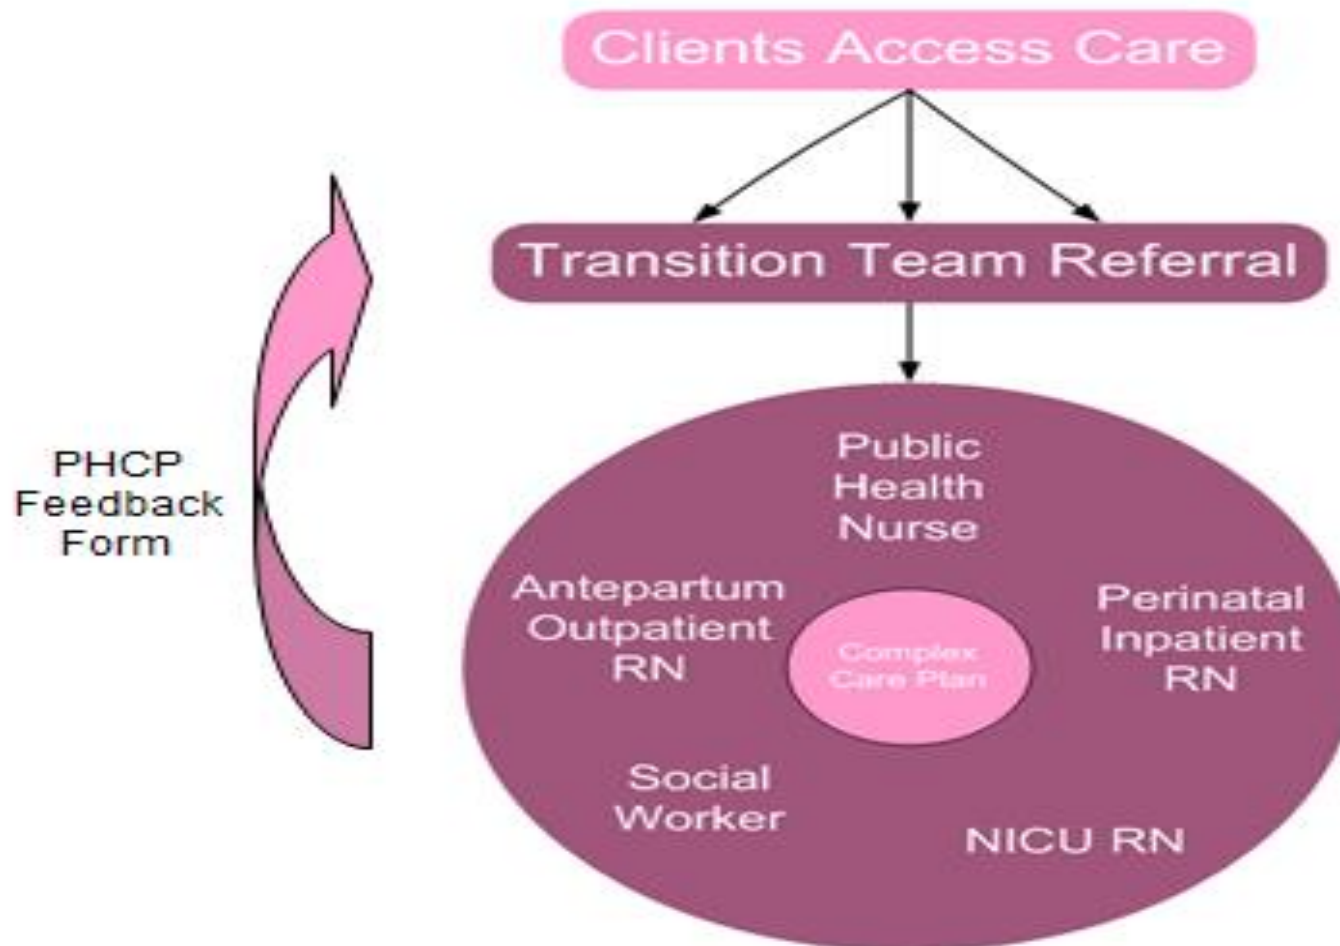 Clients Access Care
Transition Team Referral
PHCP
Feedback
Form
Public
Health
Nurse
Antepartum
Outpatient
RN
Perinatal
Inpatient
RN
Complex
Care Plan
Social
Worker
NICU RN